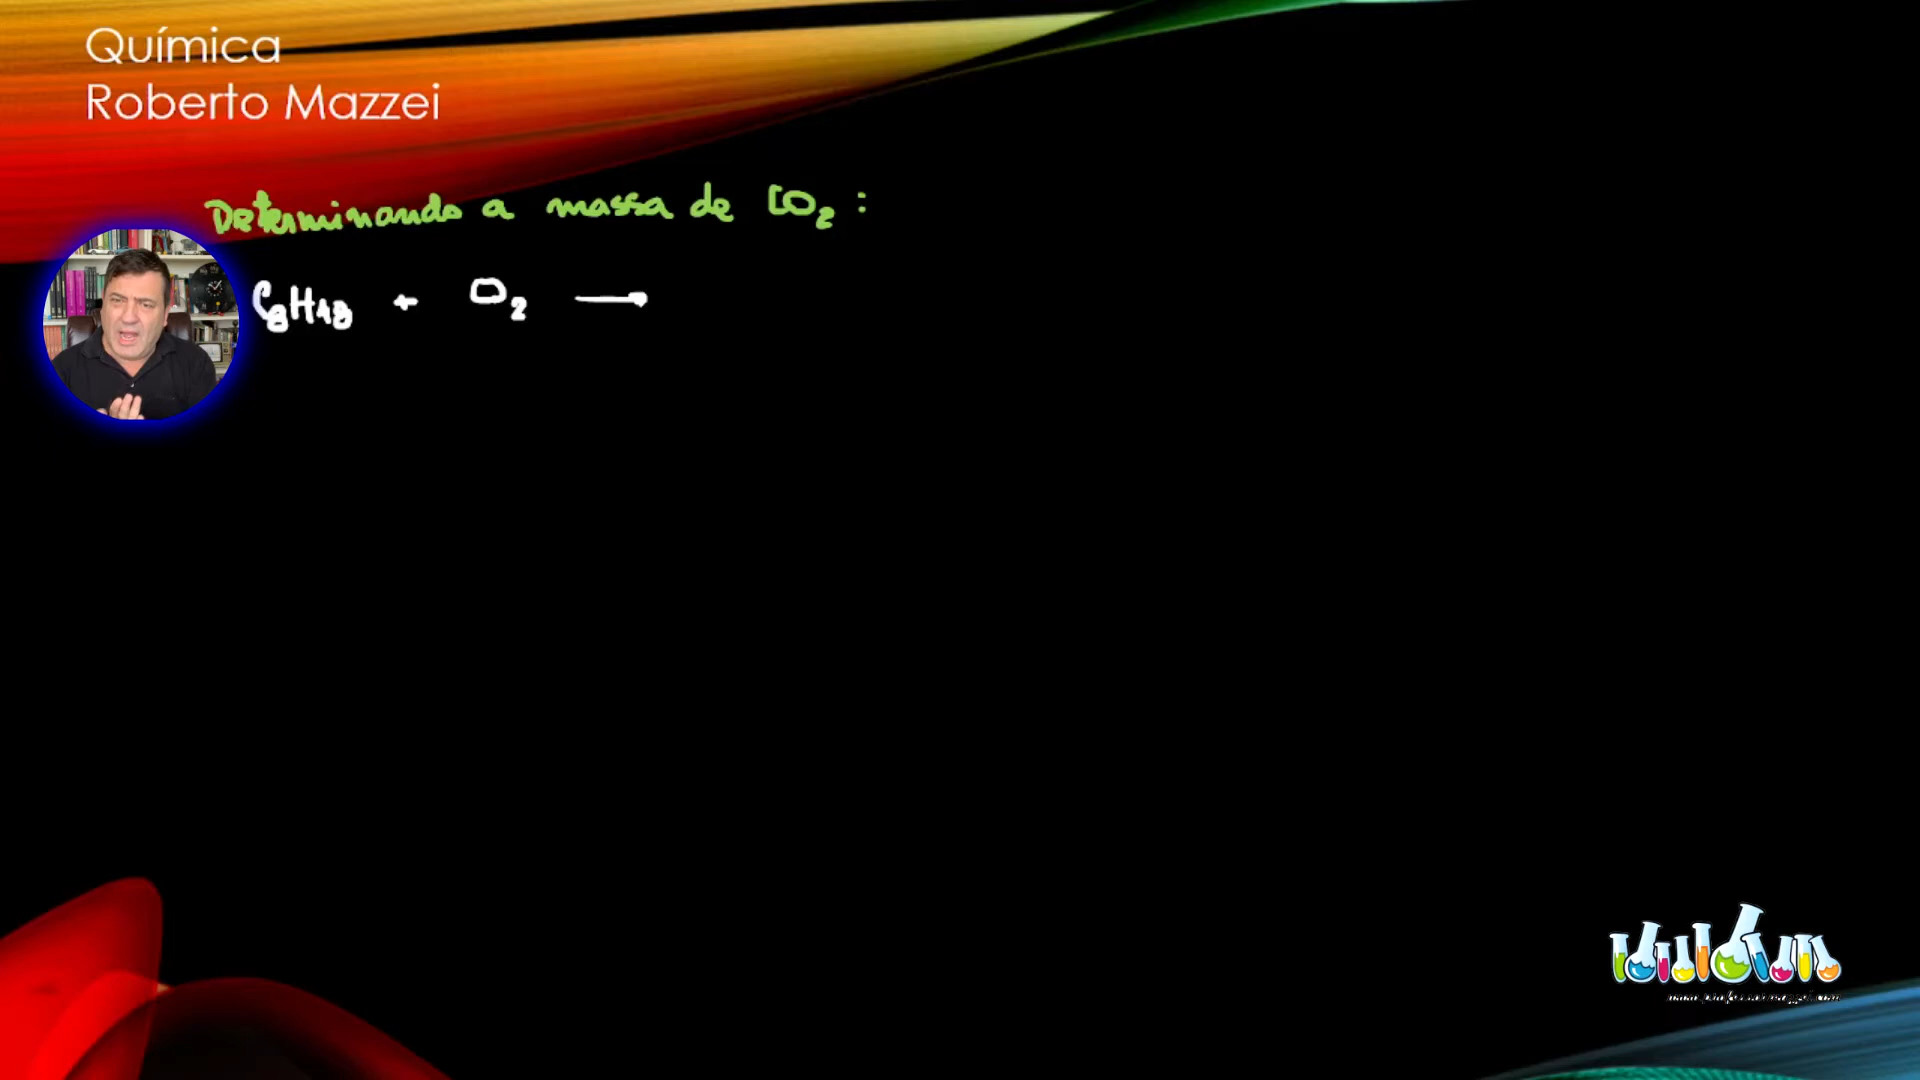 Química
Roberto Mazzei
Determinando a massa de CO₂ :
C₈H₁₈ + O₂ →